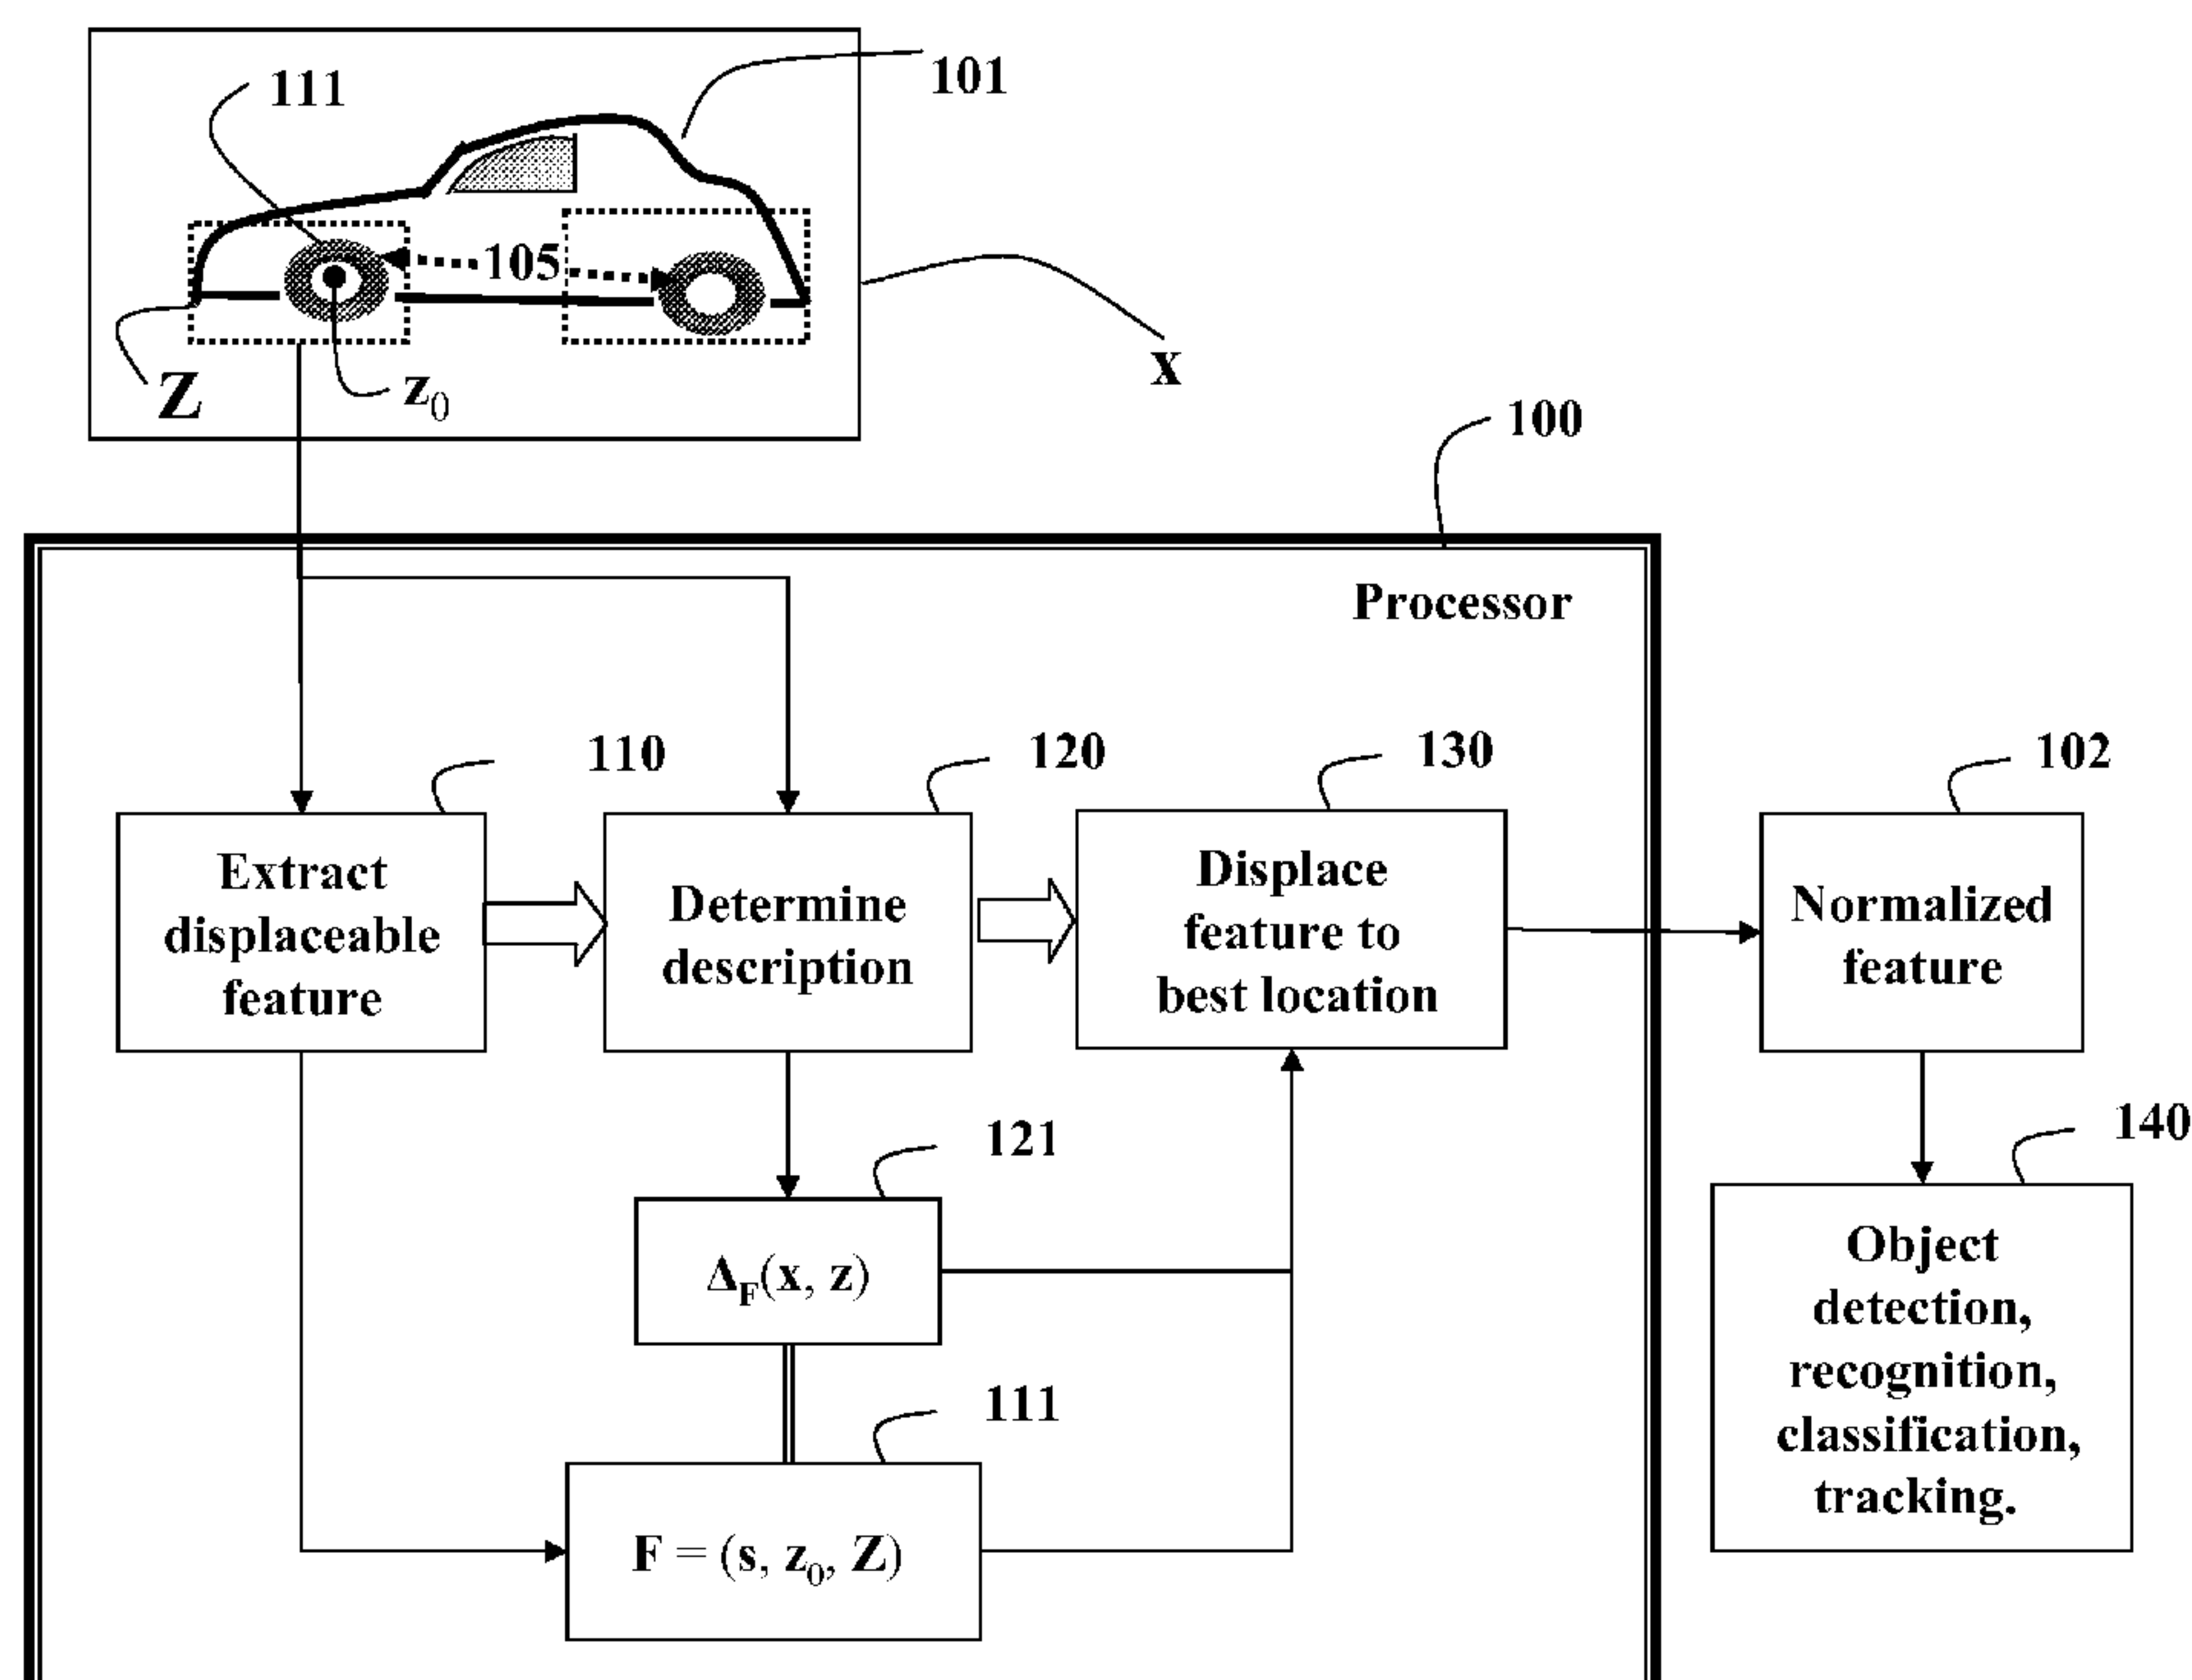 111
101
105
Z
z₀
x
100
Processor
110
120
130
102
Extract
displaceable
feature
Determine
description
Displace
feature to
best location
Normalized
feature
121
140
Δ_F(x, z)
Object
detection,
recognition,
classification,
tracking.
111
F = (s, z₀, Z)